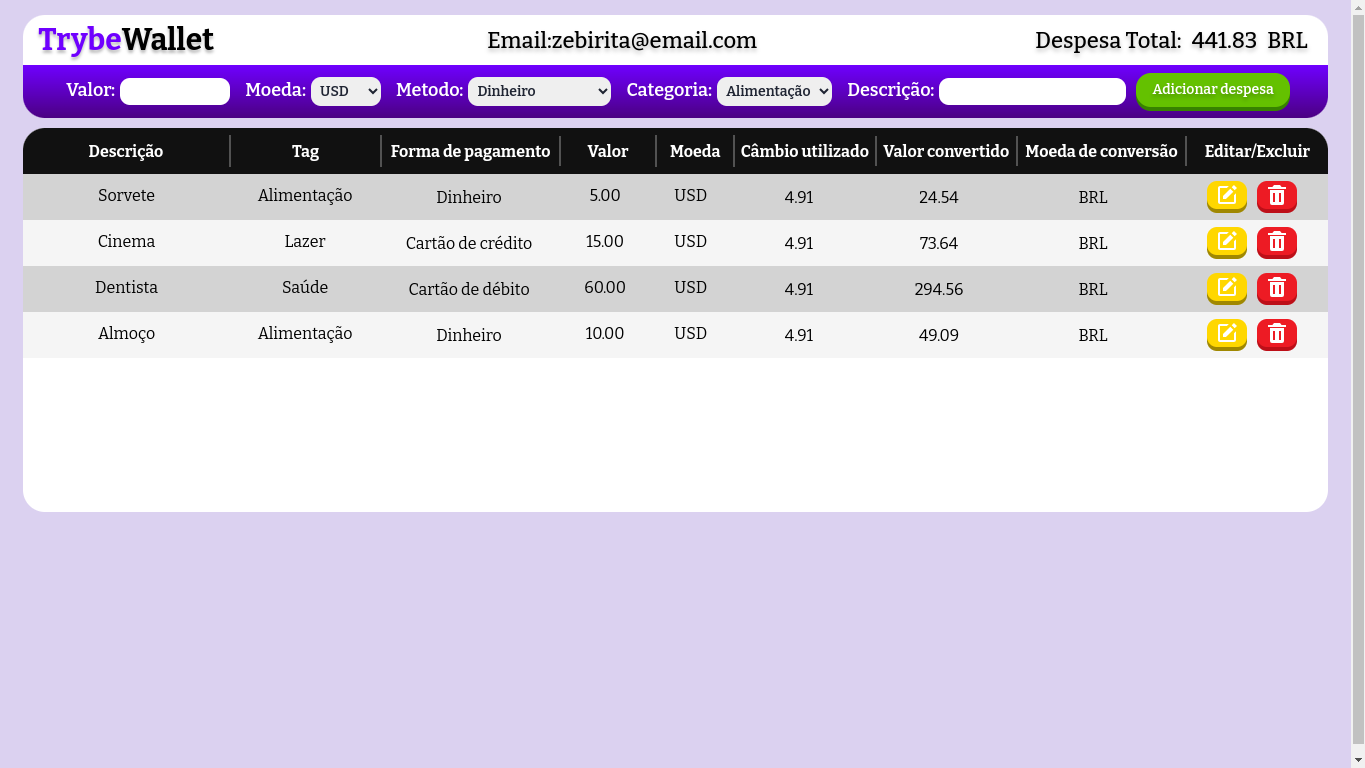 TrybeWallet Email:zebirita@email.com Despesa Total: 441.83 BRL
Valor: Moeda: USD Metodo: Dinheiro Categoria: Alimentação Descrição: Adicionar despesa
Descrição Tag Forma de pagamento Valor Moeda Câmbio utilizado Valor convertido Moeda de conversão Editar/Excluir
Sorvete Alimentação Dinheiro 5.00 USD 4.91 24.54 BRL
Cinema Lazer Cartão de crédito 15.00 USD 4.91 73.64 BRL
Dentista Saúde Cartão de débito 60.00 USD 4.91 294.56 BRL
Almoço Alimentação Dinheiro 10.00 USD 4.91 49.09 BRL